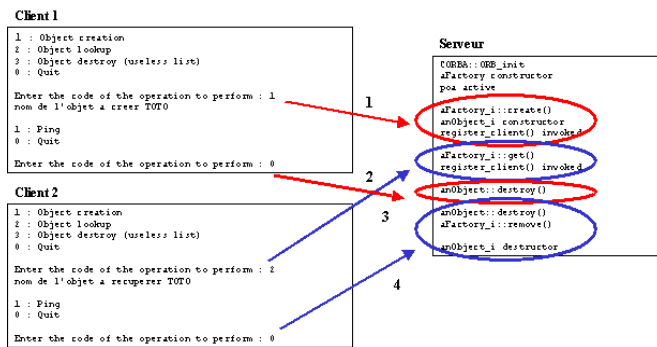 Client 1
1 : Object creation
2 : Object lookup
3 : Object destroy (useless list)
0 : Quit
Enter the code of the operation to perform : 1
nom de l'objet a creer TOTO
1 : Ping
0 : Quit
Enter the code of the operation to perform : 0
Client 2
1 : Object creation
2 : Object lookup
3 : Object destroy (useless list)
0 : Quit
Enter the code of the operation to perform : 2
nom de l'objet a recuperer TOTO
1 : Ping
0 : Quit
Enter the code of the operation to perform : 0
1
2
3
4
Serveur
CORBA::ORB_init
aFactory constructor
poa active
aFactory_i::create()
anObject_i constructor
register_client() invoked
aFactory_i::get()
register_client() invoked
anObject::destroy()
anObject::destroy()
aFactory_i::remove()
anObject_i destructor